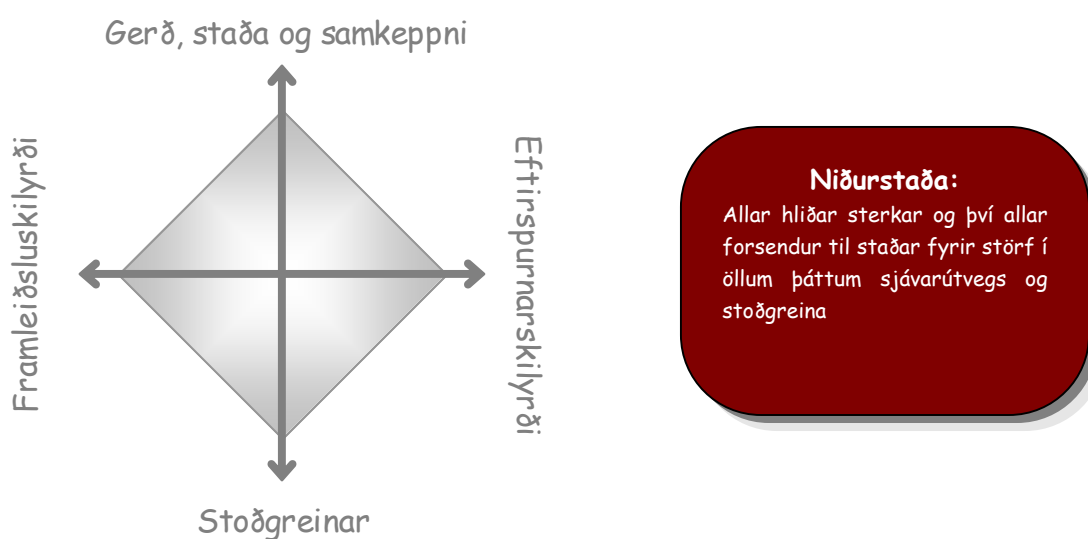 Gerð, staða og samkeppni
Framleiðsluskilyrði
Eftirspurnarskilyrði
Stoðgreinar
Niðurstaða:
Allar hliðar sterkar og því allar
forsendur til staðar fyrir störf í
öllum þáttum sjávarútvegs og
stoðgreina